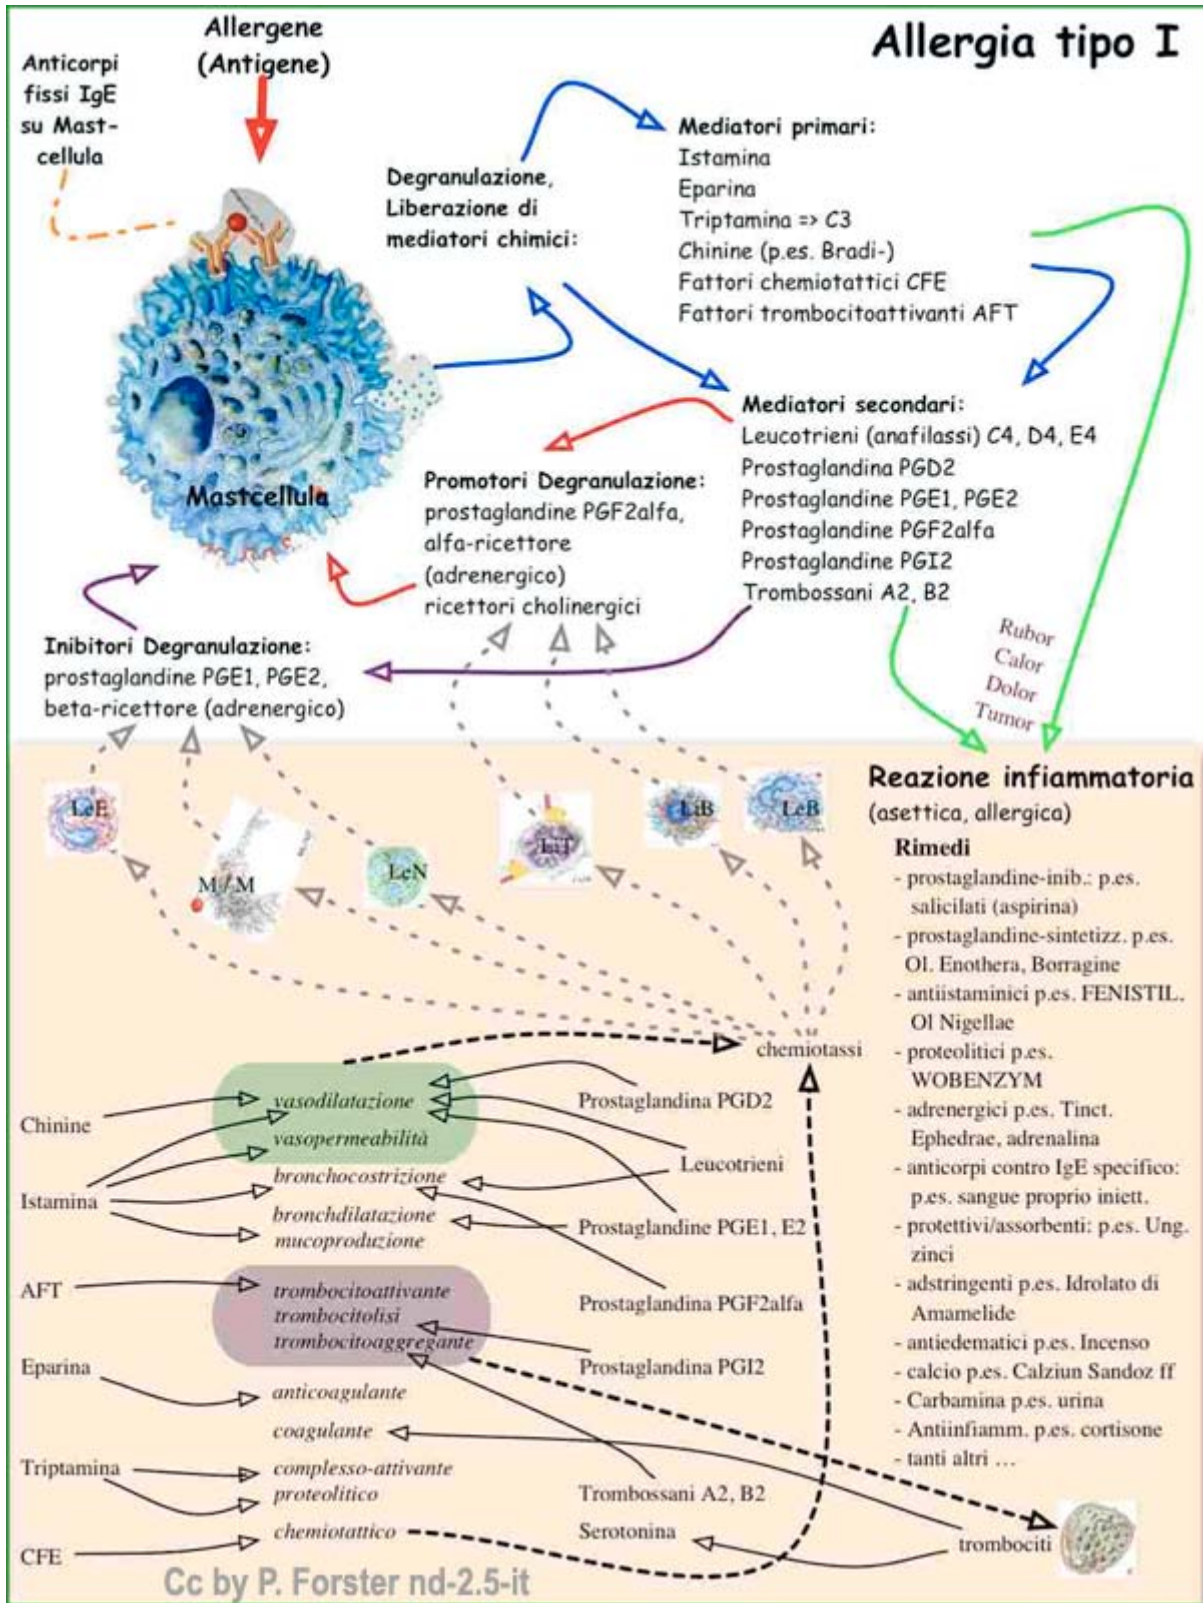 Allergia tipo I
Allergene
(Antigene)
Anticorpi
fissi IgE
su Mast-
cellula
Degranulazione,
Liberazione di
mediatori chimici:
Mediatori primari:
Istamina
Eparina
Triptamina => C3
Chinine (p.es. Bradi-)
Fattori chemiotattici CFE
Fattori trombocitoattivanti AFT
Mastcellula
Mediatori secondari:
Leucotrieni (anafilassi) C4, D4, E4
Prostaglandina PGD2
Prostaglandine PGE1, PGE2
Prostaglandine PGF2alfa
Prostaglandine PGI2
Trombossani A2, B2
Promotori Degranulazione:
prostaglandine PGF2alfa,
alfa-ricettore
(adrenergico)
ricettori cholinergici
Inibitori Degranulazione:
prostaglandine PGE1, PGE2,
beta-ricettore (adrenergico)
Rubor
Calor
Dolor
Tumor
LeE
M / M
LeN
LiT
LiB
LeB
Reazione infiammatoria
(asettica, allergica)
Rimedi
- prostaglandine-inib.: p.es.
salicilati (aspirina)
- prostaglandine-sintetizz. p.es.
Ol. Enothera, Borragine
- antiistaminici p.es. FENISTIL.
Ol Nigellae
- proteolitici p.es.
WOBENZYM
- adrenergici p.es. Tinct.
Ephedrae, adrenalina
- anticorpi contro IgE specifico:
p.es. sangue proprio iniett.
- protettivi/assorbenti: p.es. Ung.
zinci
- adstringenti p.es. Idrolato di
Amamelide
- antiedematici p.es. Incenso
- calcio p.es. Calziun Sandoz ff
- Carbamina p.es. urina
- Antiinfiamm. p.es. cortisone
- tanti altri ...
chemiotassi
Chinine
Istamina
AFT
Eparina
Triptamina
CFE
vasodilatazione
vasopermeabilità
bronchocostrizione
bronchdilatazione
mucoproduzione
trombocitoattivante
trombocitolisi
trombocitoaggregante
anticoagulante
coagulante
complesso-attivante
proteolitico
chemiotattico
Prostaglandina PGD2
Leucotrieni
Prostaglandine PGE1, E2
Prostaglandina PGF2alfa
Prostaglandina PGI2
Trombossani A2, B2
Serotonina
trombociti
Cc by P. Forster nd-2.5-it